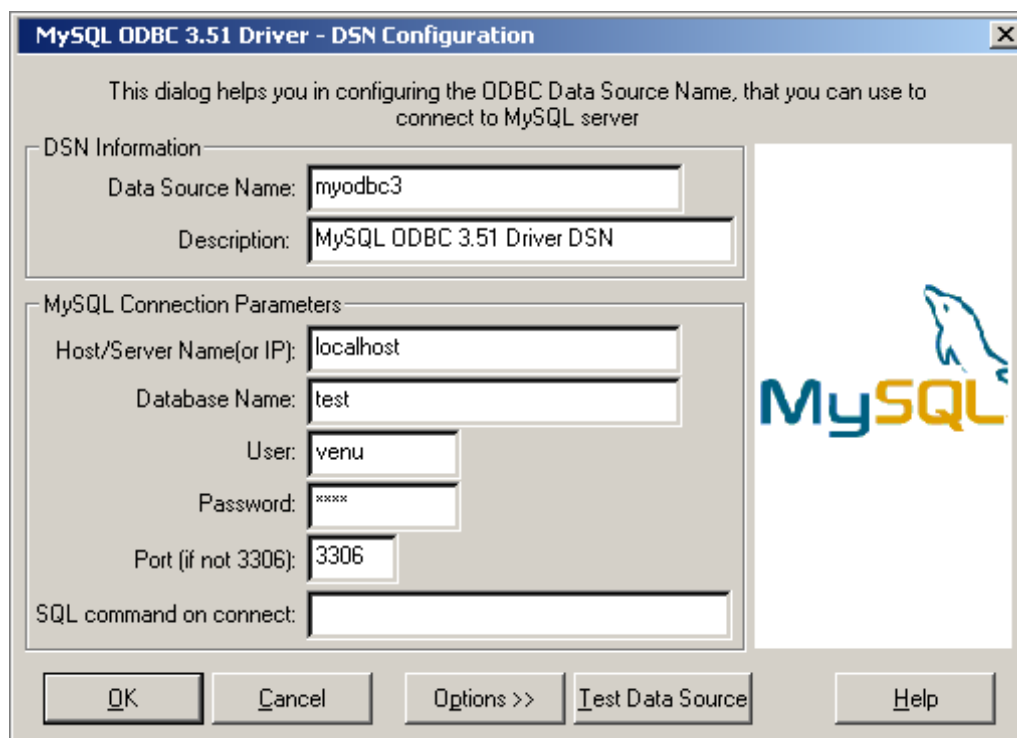 MySQL ODBC 3.51 Driver - DSN Configuration
This dialog helps you in configuring the ODBC Data Source Name, that you can use to
connect to MySQL server
DSN Information
Data Source Name: myodbc3
Description: MySQL ODBC 3.51 Driver DSN
MySQL Connection Parameters
Host/Server Name(or IP): localhost
Database Name: test
User: venu
Password: ****
Port (if not 3306): 3306
SQL command on connect:
MySQL
OK Cancel Options >> Test Data Source Help